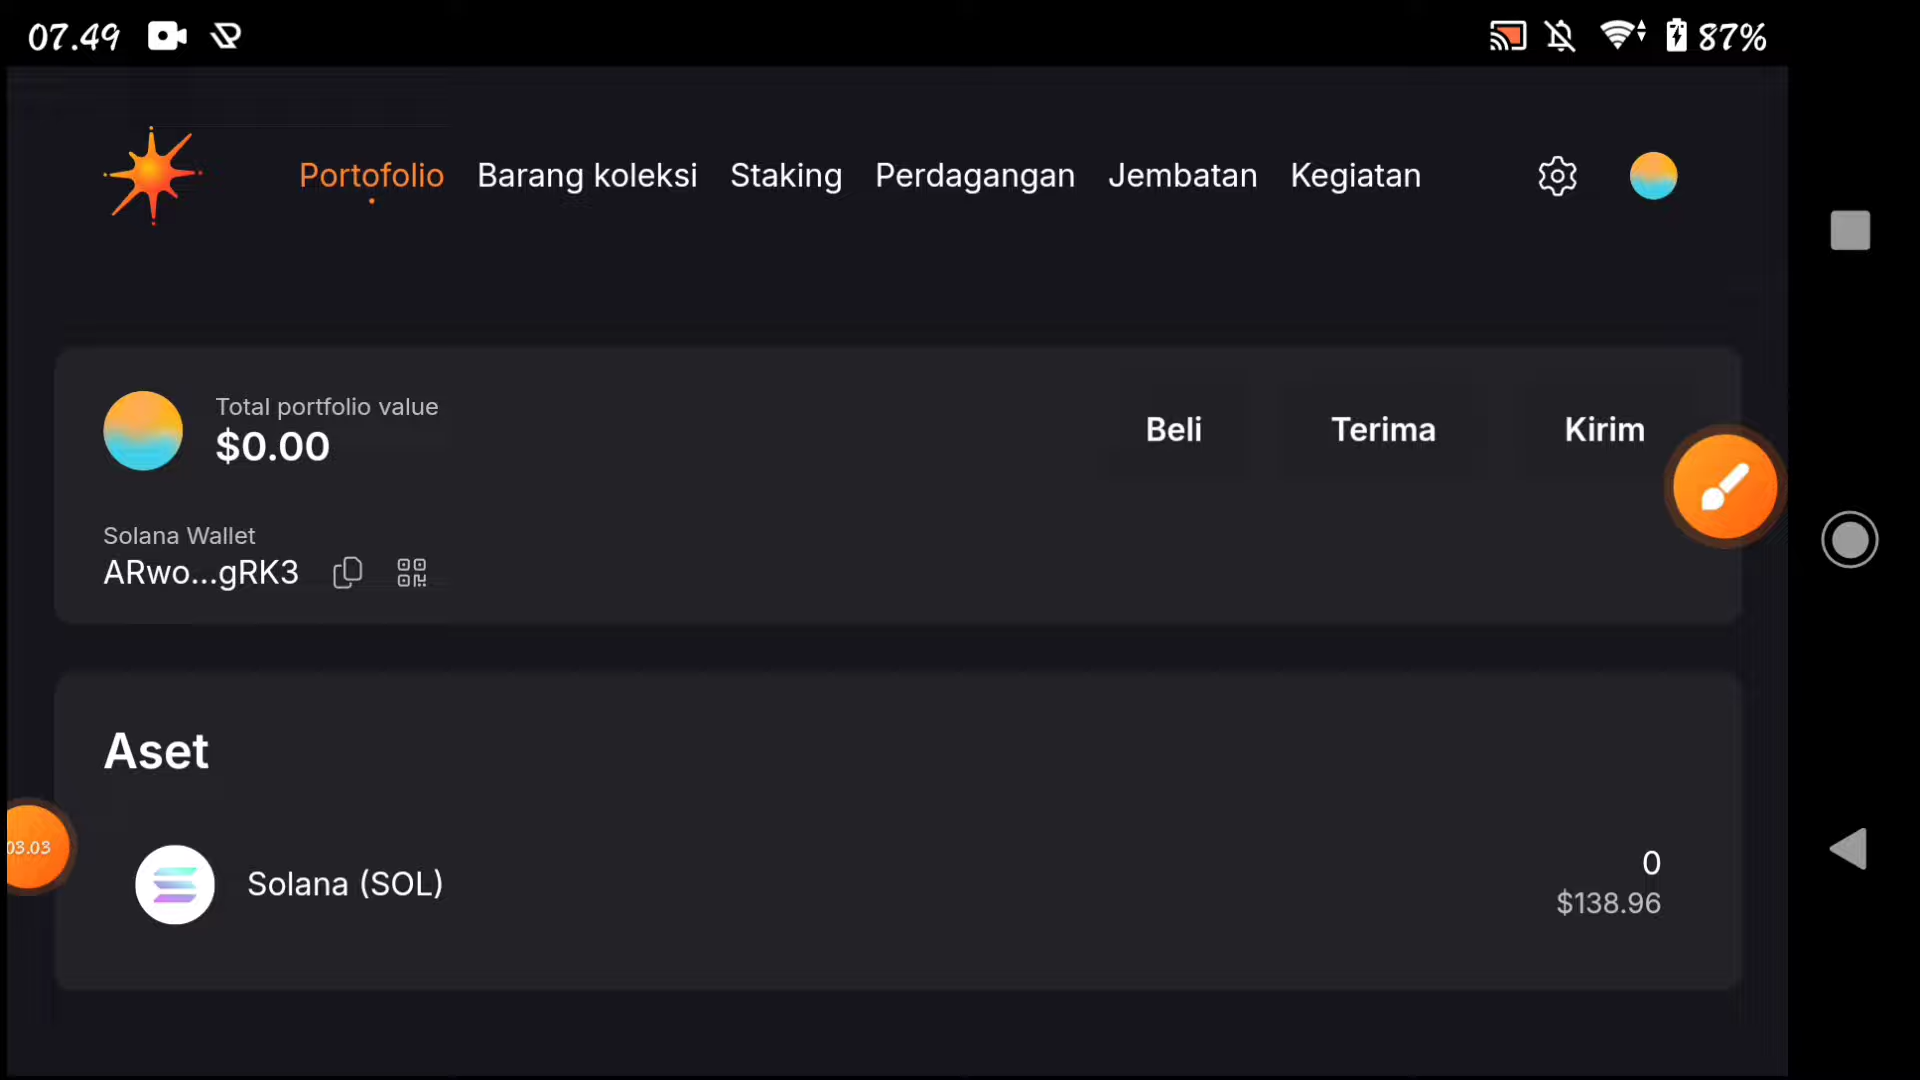 07.49
87%
Portofolio Barang koleksi Staking Perdagangan Jembatan Kegiatan
Total portfolio value
$0.00
Beli Terima Kirim
Solana Wallet
ARwo...gRK3
Aset
03.03
Solana (SOL)
0
$138.96